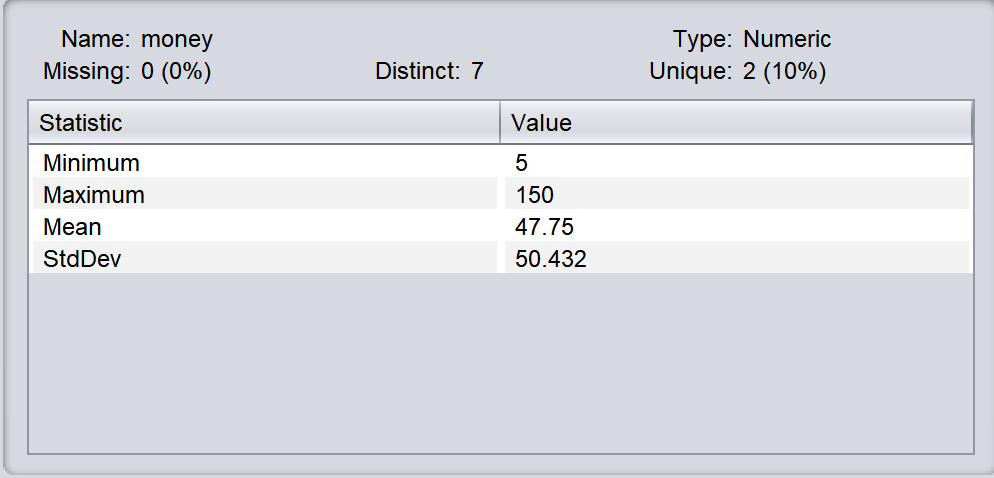 Name: money Type: Numeric
Missing: 0 (0%) Distinct: 7 Unique: 2 (10%)
Statistic Value
Minimum 5
Maximum 150
Mean 47.75
StdDev 50.432